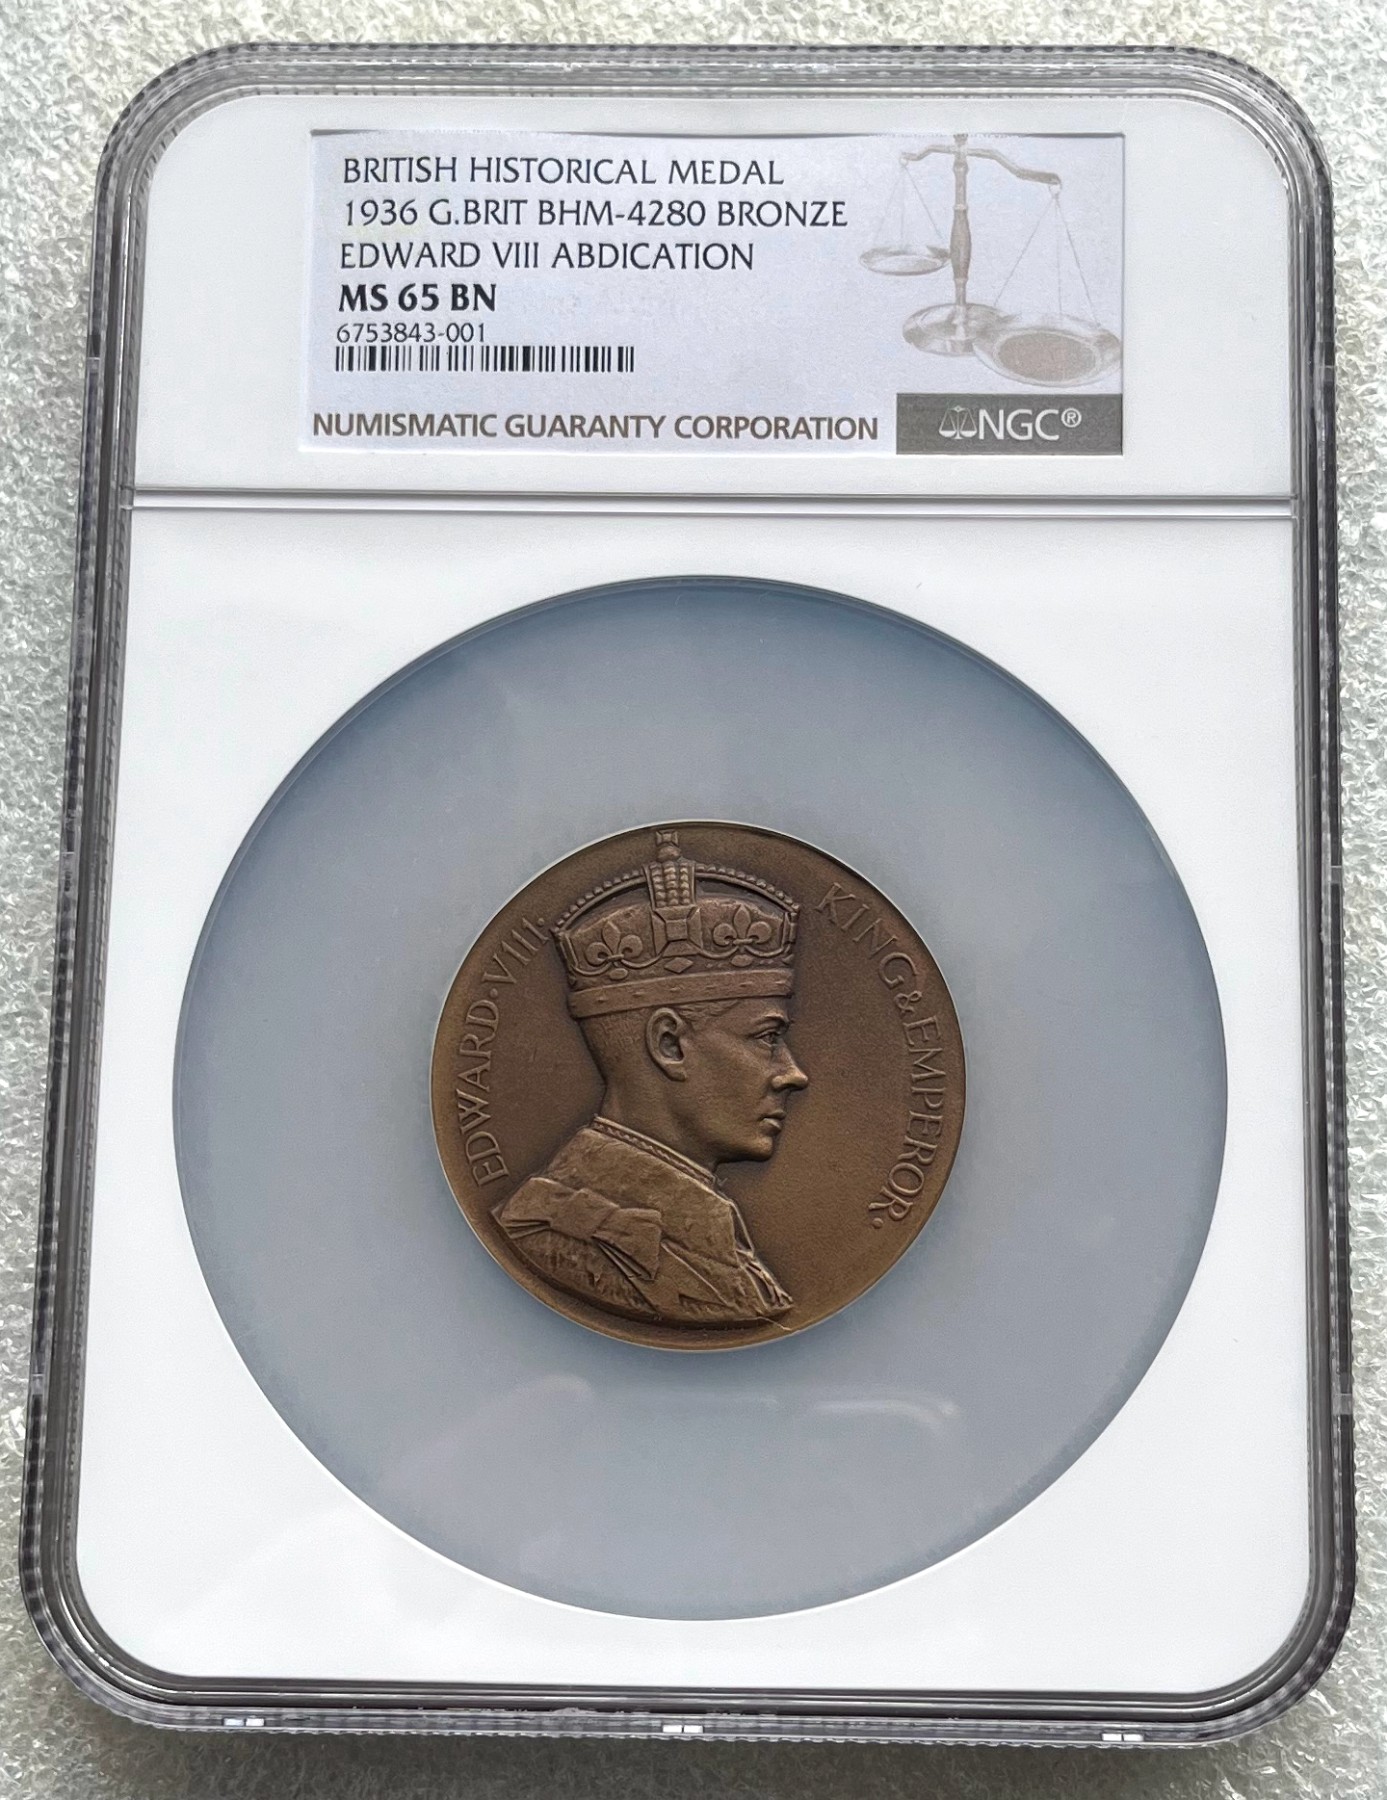 BRITISH HISTORICAL MEDAL
1936 G.BRIT BHM-4280 BRONZE
EDWARD VIII ABDICATION
MS 65 BN
6753843-001
NUMISMATIC GUARANTY CORPORATION
NGC®
EDWARD·VIII·
KING & EMPEROR·